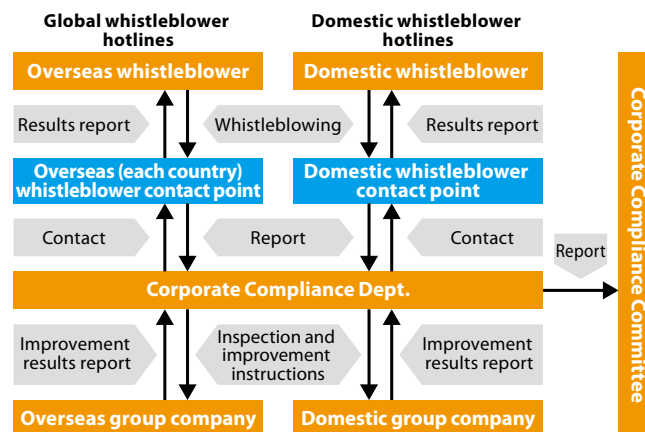 Global whistleblower
hotlines
Domestic whistleblower
hotlines
Overseas whistleblower
Domestic whistleblower
Results report
Whistleblowing
Results report
Overseas (each country)
whistleblower contact point
Domestic whistleblower
contact point
Contact
Report
Contact
Report
Corporate Compliance Dept.
Improvement
results report
Inspection and
improvement
instructions
Improvement
results report
Overseas group company
Domestic group company
Corporate Compliance Committee